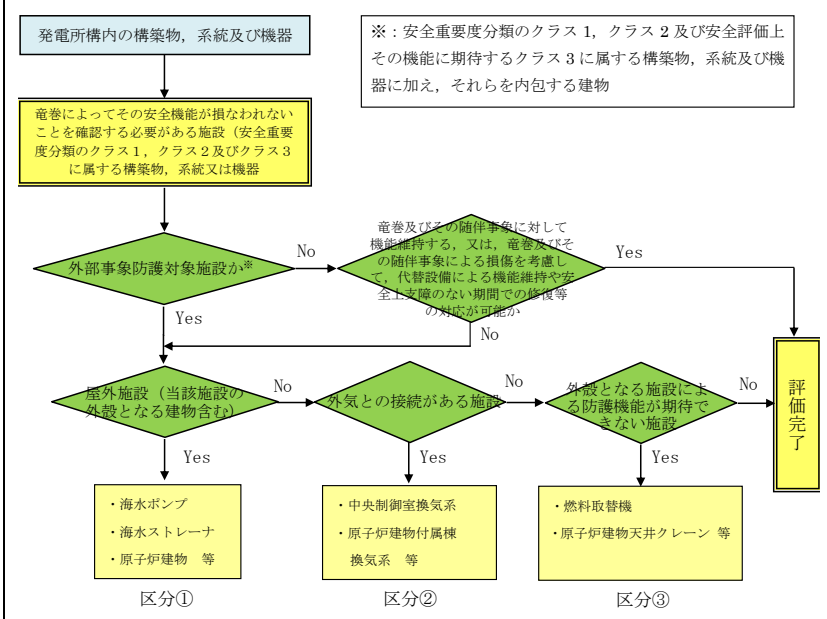 発電所構内の構築物，系統及び機器
※：安全重要度分類のクラス１，クラス２及び安全評価上
その機能に期待するクラス３に属する構築物，系統及び機
器に加え，それらを内包する建物
竜巻によってその安全機能が損なわれない
ことを確認する必要がある施設（安全重要
度分類のクラス１，クラス２及びクラス３
に属する構築物，系統又は機器
外部事象防護対象施設か※
No
竜巻及びその随伴事象に対して
機能維持する，又は，竜巻及びそ
の随伴事象による損傷を考慮し
て，代替設備による機能維持や安
全上支障のない期間での修復等
の対応が可能か
Yes
Yes
No
屋外施設（当該施設の
外殻となる建物含む）
No
外気との接続がある施設
No
外殻となる施設によ
る防護機能が期待で
きない施設
No
評価完了
Yes
Yes
Yes
・海水ポンプ
・海水ストレーナ
・原子炉建物　等
・中央制御室換気系
・原子炉建物付属棟
換気系　等
・燃料取替機
・原子炉建物天井クレーン 等
区分①
区分②
区分③